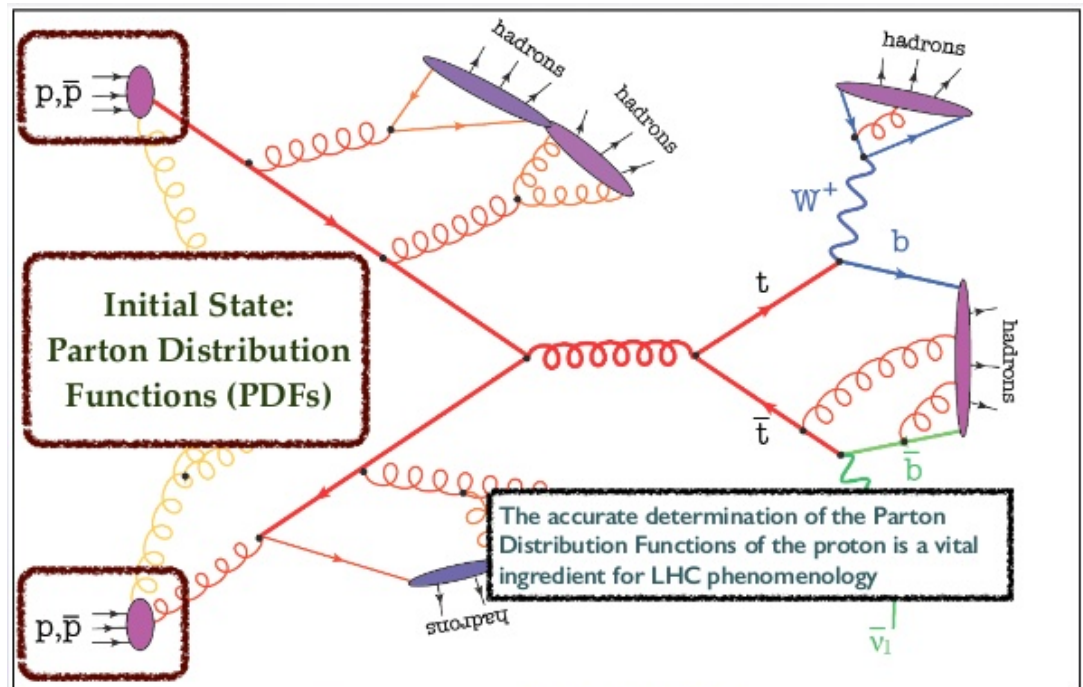 p,p̅
hadrons
hadrons
hadrons
W⁺
b
Initial State:
Parton Distribution
Functions (PDFs)
t
hadrons
t̅
b̅
The accurate determination of the Parton
Distribution Functions of the proton is a vital
ingredient for LHC phenomenology
hadrons
p,p̅
ν̅ₗ